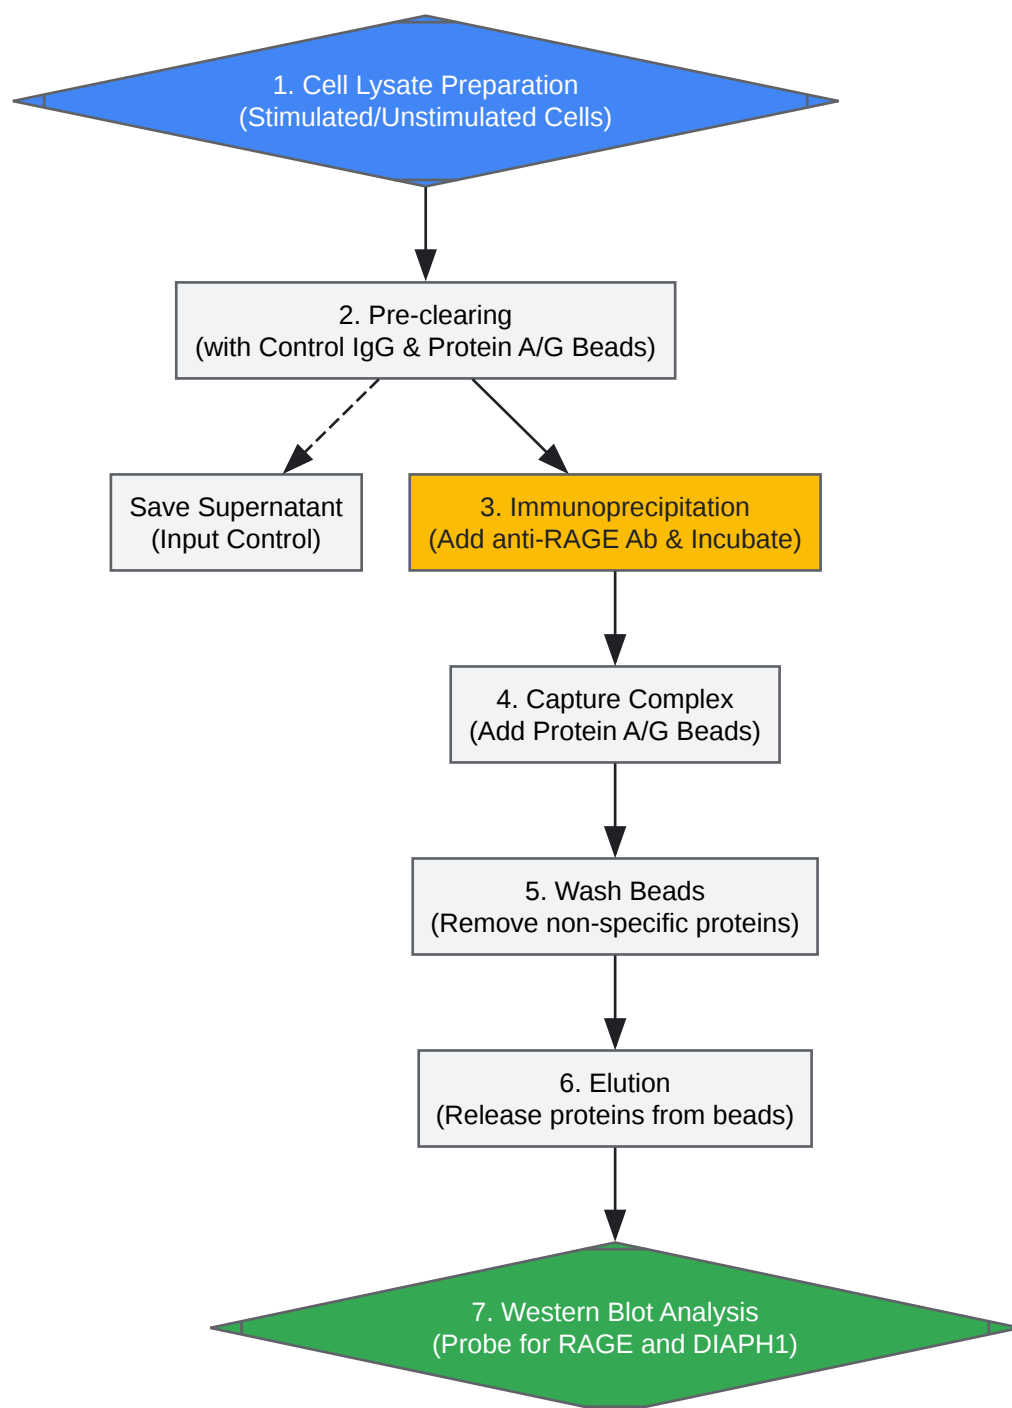 1. Cell Lysate Preparation
(Stimulated/Unstimulated Cells)
2. Pre-clearing
(with Control IgG & Protein A/G Beads)
Save Supernatant
(Input Control)
3. Immunoprecipitation
(Add anti-RAGE Ab & Incubate)
4. Capture Complex
(Add Protein A/G Beads)
5. Wash Beads
(Remove non-specific proteins)
6. Elution
(Release proteins from beads)
7. Western Blot Analysis
(Probe for RAGE and DIAPH1)